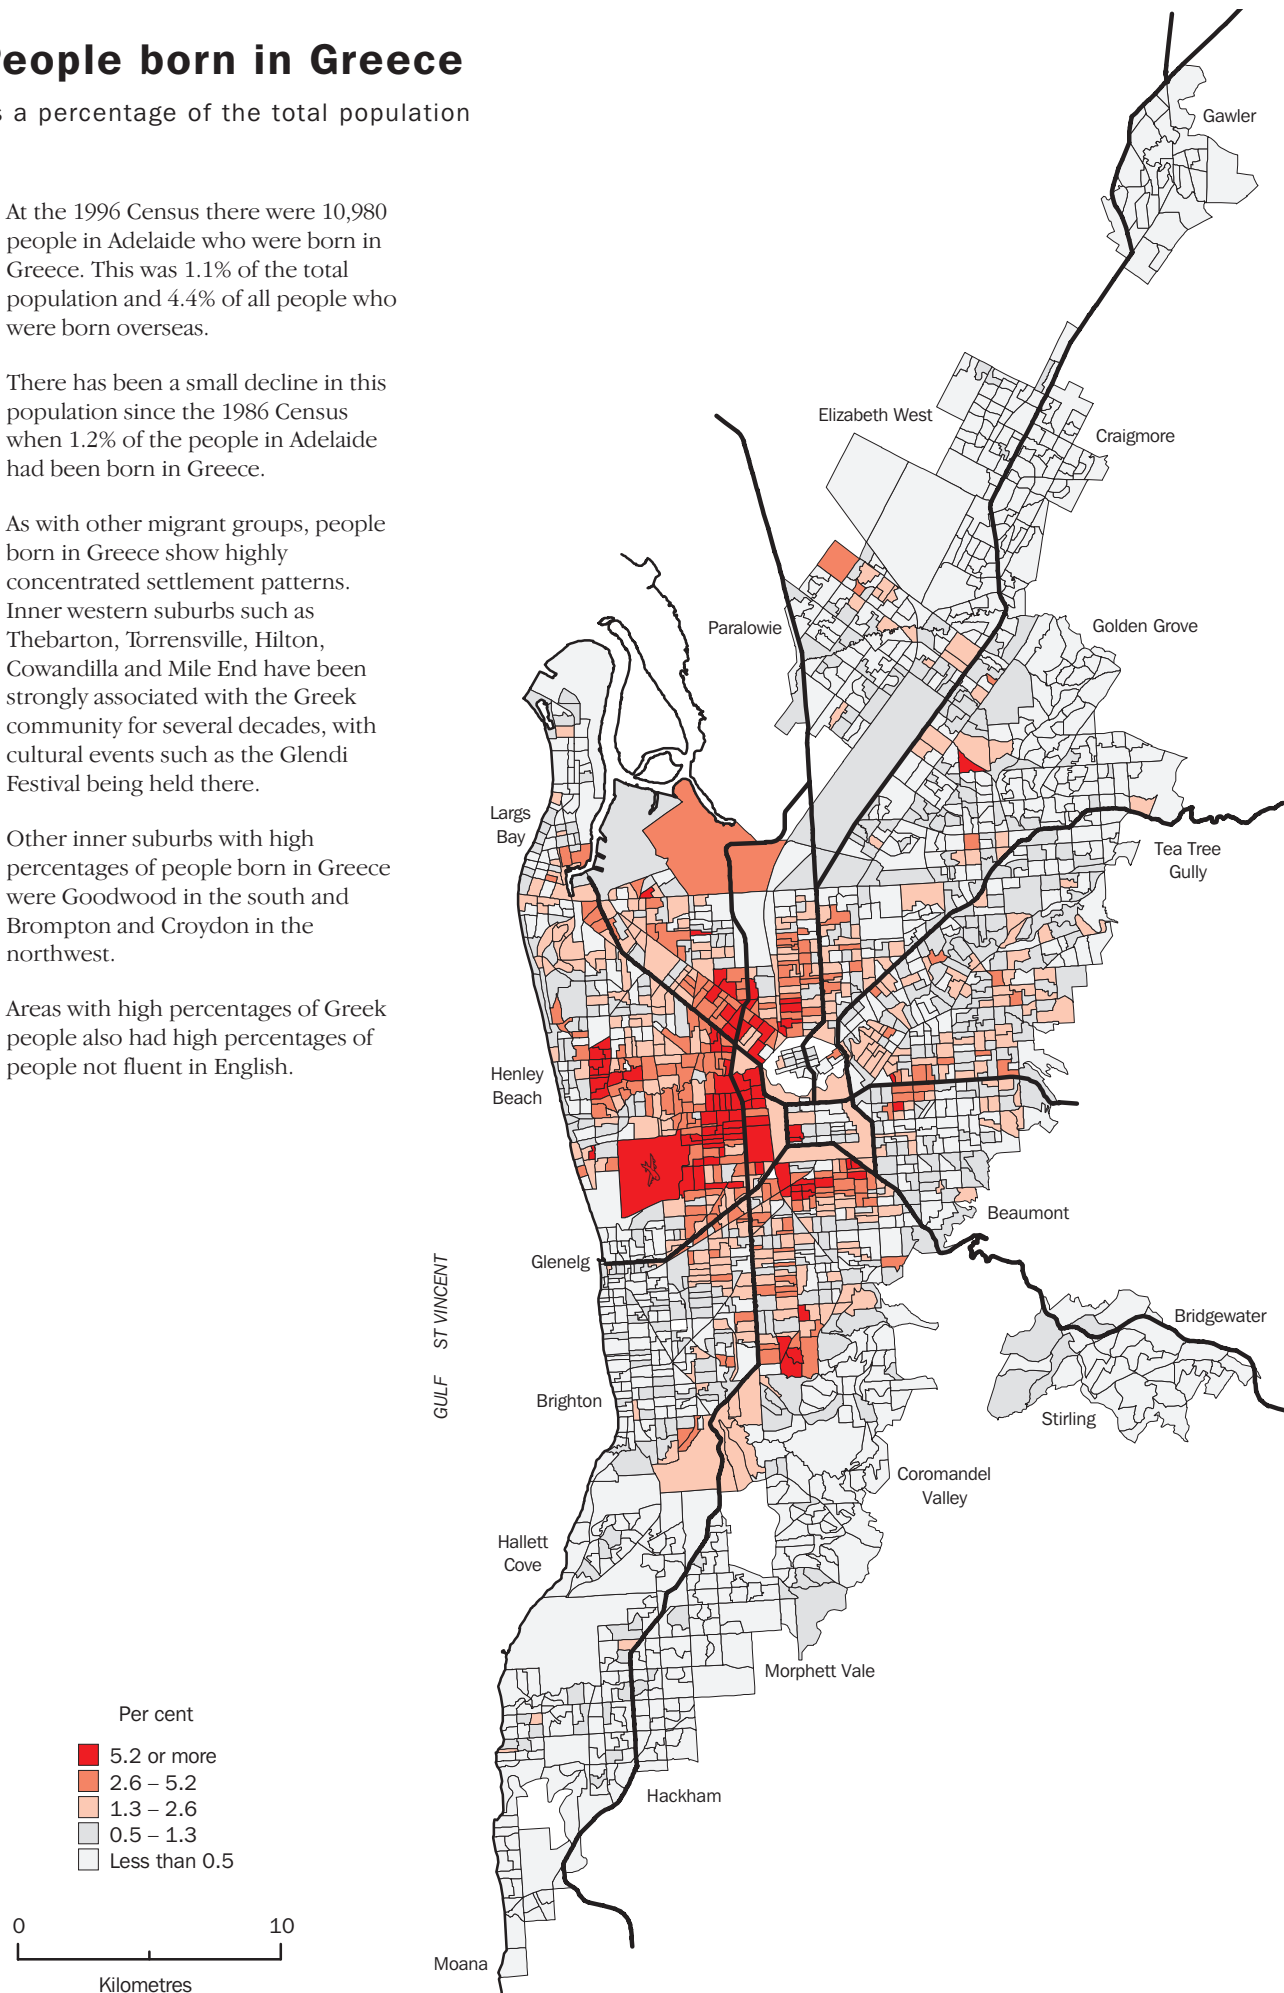 People born in Greece
s a percentage of the total population
At the 1996 Census there were 10,980
people in Adelaide who were born in
Greece. This was 1.1% of the total
population and 4.4% of all people who
were born overseas.
There has been a small decline in this
population since the 1986 Census
when 1.2% of the people in Adelaide
had been born in Greece.
As with other migrant groups, people
born in Greece show highly
concentrated settlement patterns.
Inner western suburbs such as
Thebarton, Torrensville, Hilton,
Cowandilla and Mile End have been
strongly associated with the Greek
community for several decades, with
cultural events such as the Glendi
Festival being held there.
Other inner suburbs with high
percentages of people born in Greece
were Goodwood in the south and
Brompton and Croydon in the
northwest.
Areas with high percentages of Greek
people also had high percentages of
people not fluent in English.
Gawler
Elizabeth West
Craigmore
Paralowie
Golden Grove
Largs
Bay
Tea Tree
Gully
Henley
Beach
Beaumont
Glenelg
GULF ST VINCENT
Bridgewater
Brighton
Stirling
Coromandel
Valley
Hallett
Cove
Morphett Vale
Hackham
Moana
Per cent
5.2 or more
2.6 – 5.2
1.3 – 2.6
0.5 – 1.3
Less than 0.5
0 10
Kilometres